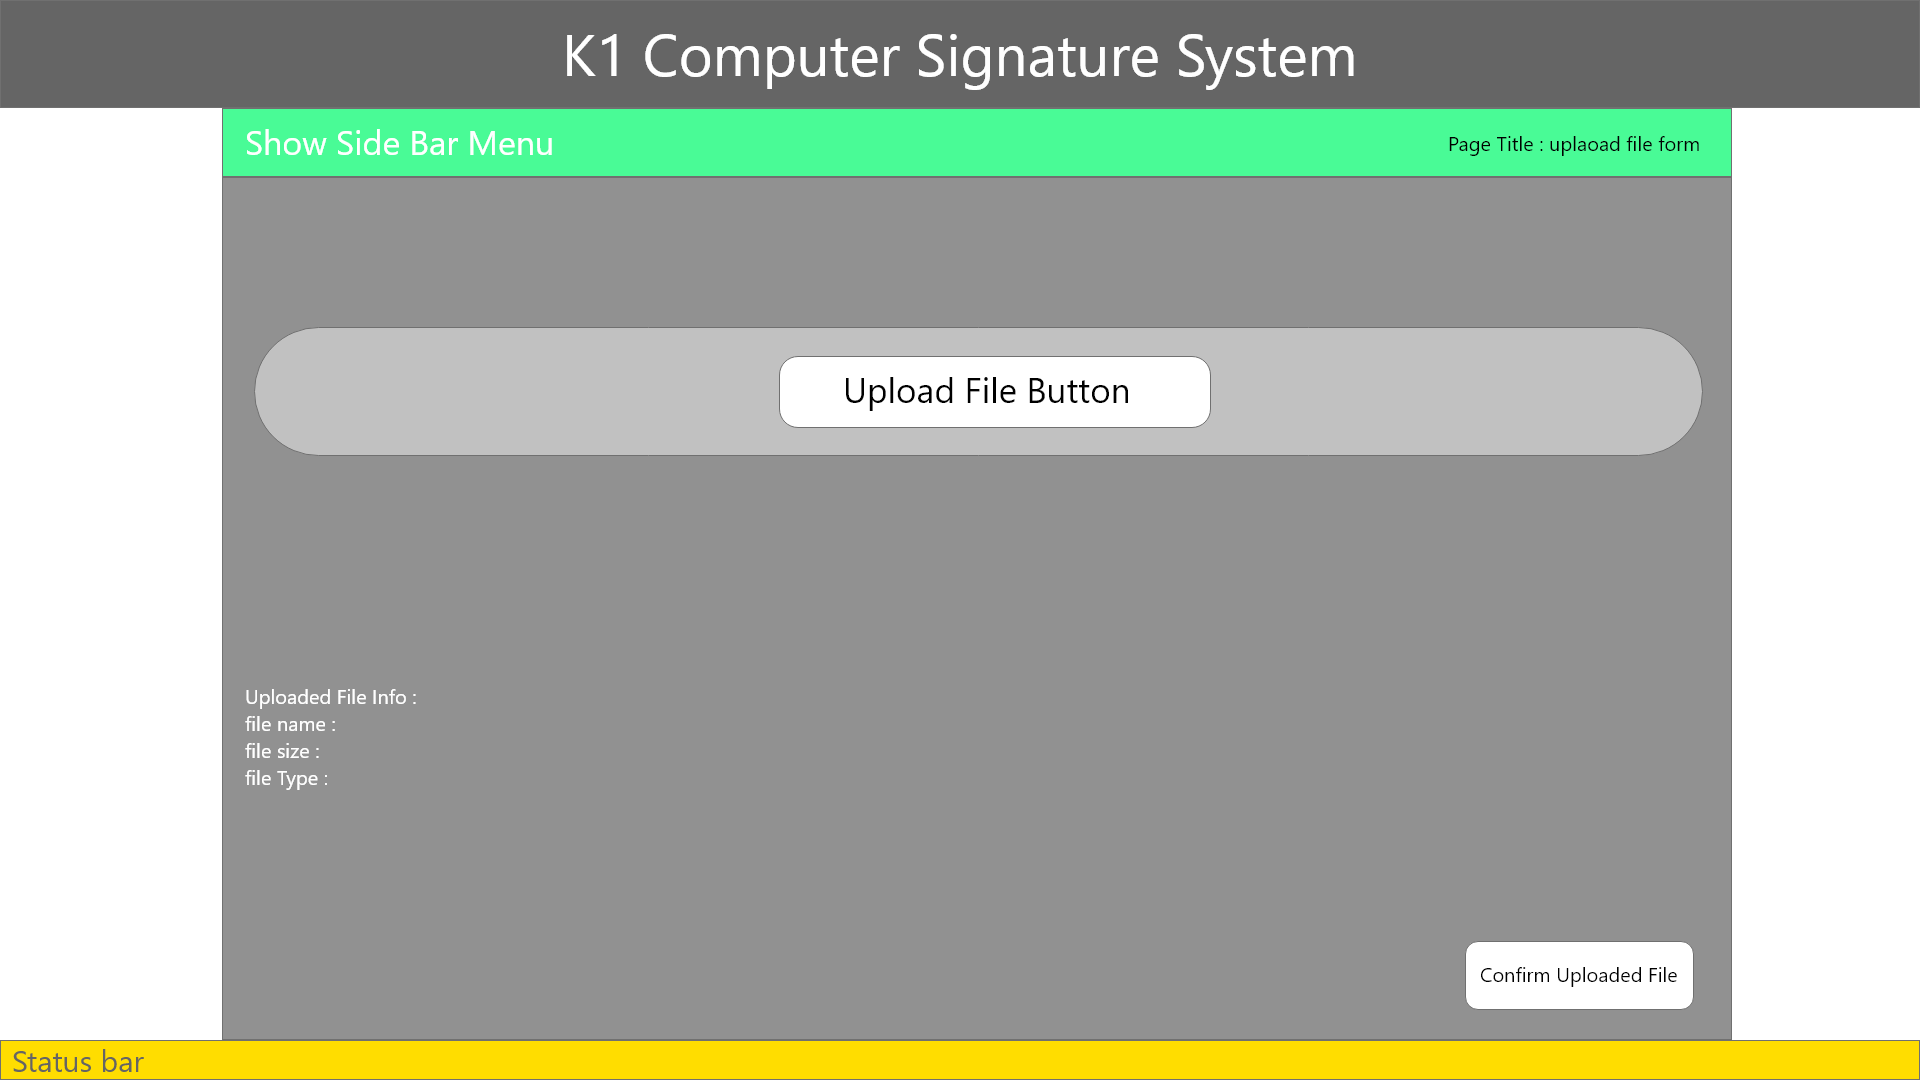 K1 Computer Signature System
Show Side Bar Menu
Page Title : uplaoad file form
Upload File Button
Uploaded File Info :
file name :
file size :
file Type :
Confirm Uploaded File
Status bar